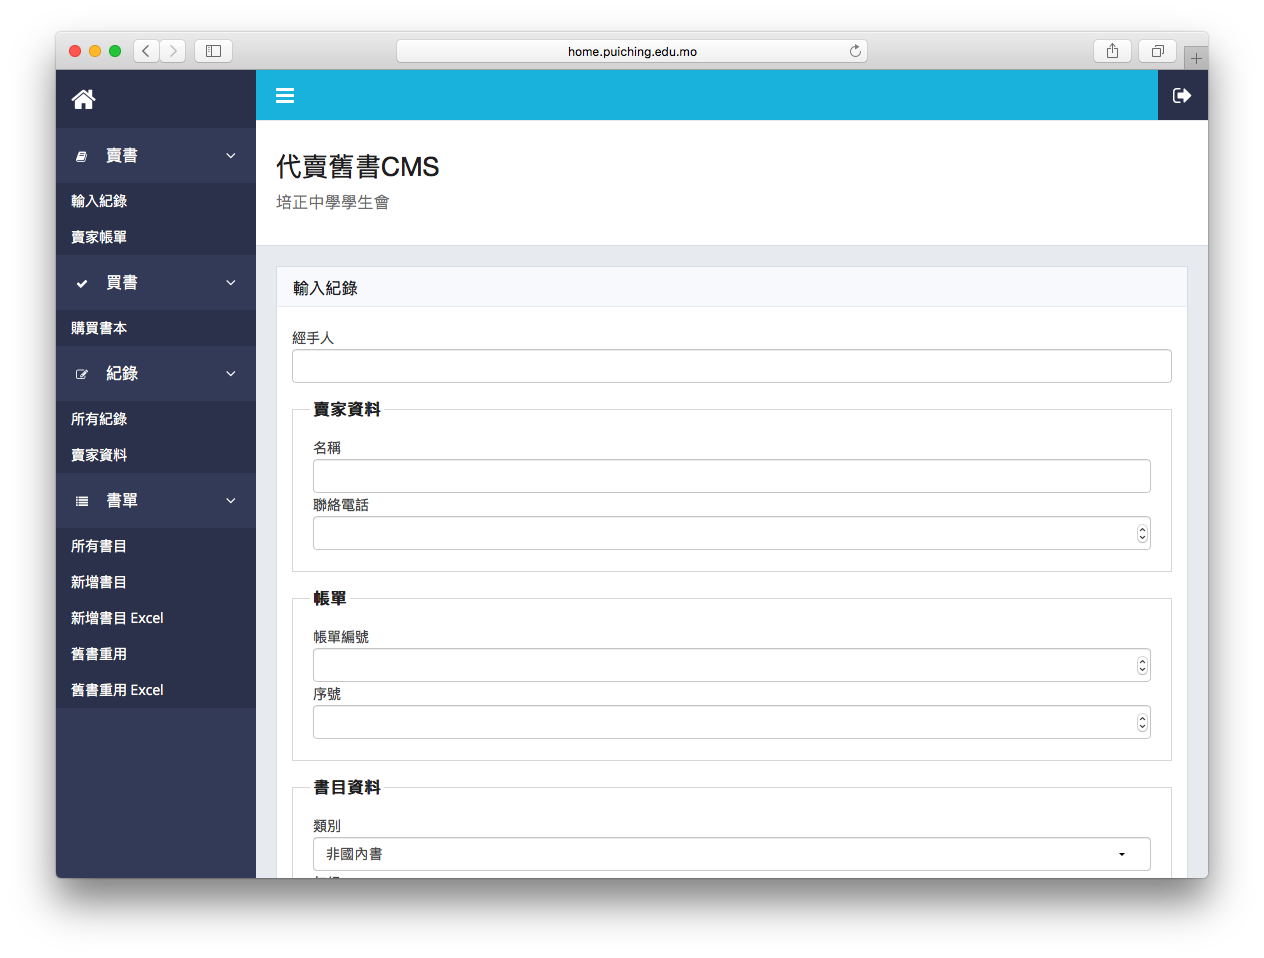 home.puiching.edu.mo
賣書
輸入紀錄
賣家帳單
買書
購買書本
紀錄
所有紀錄
賣家資料
書單
所有書目
新增書目
新增書目 Excel
舊書重用
舊書重用 Excel
代賣舊書CMS
培正中學學生會
輸入紀錄
經手人
賣家資料
名稱
聯絡電話
帳單
帳單編號
序號
書目資料
類別
非國內書